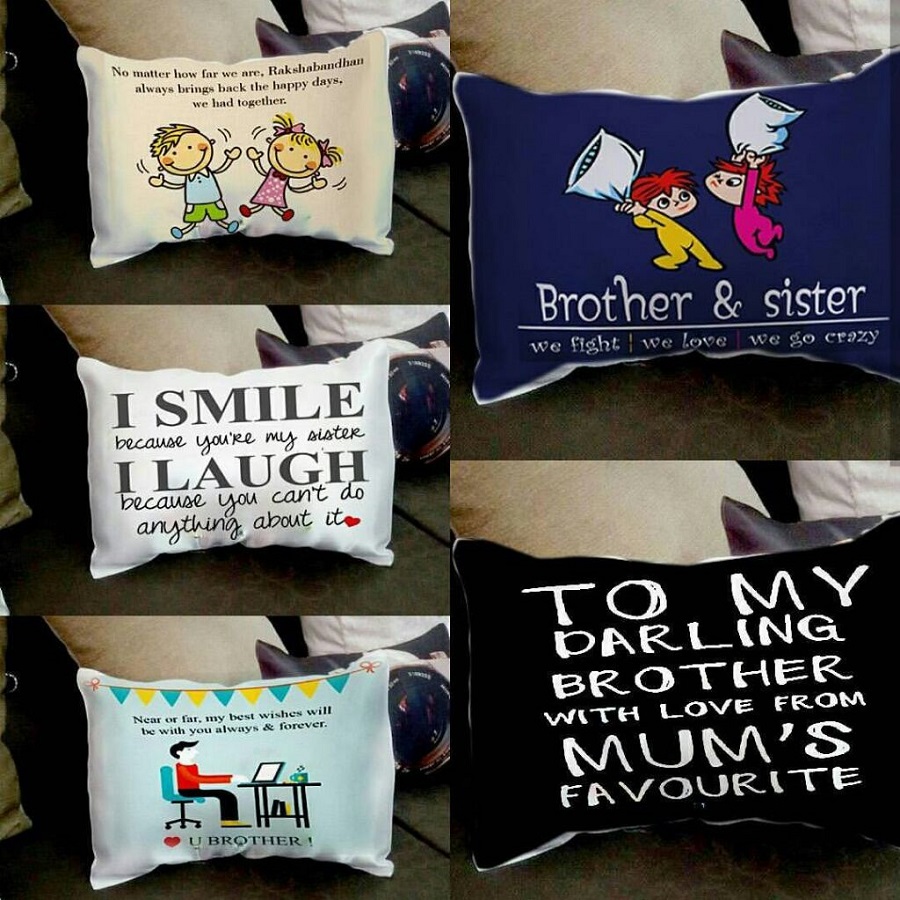 No matter how far we are, Rakshabandhan
always brings back the happy days,
we had together.
Brother & sister
we fight | we love | we go crazy
I SMILE
because you're my sister
I LAUGH
because you can't do
anything about it
TO MY
DARLING
BROTHER
WITH LOVE FROM
MUM'S
FAVOURITE
Near or far, my best wishes will
be with you always & forever.
U BROTHER !